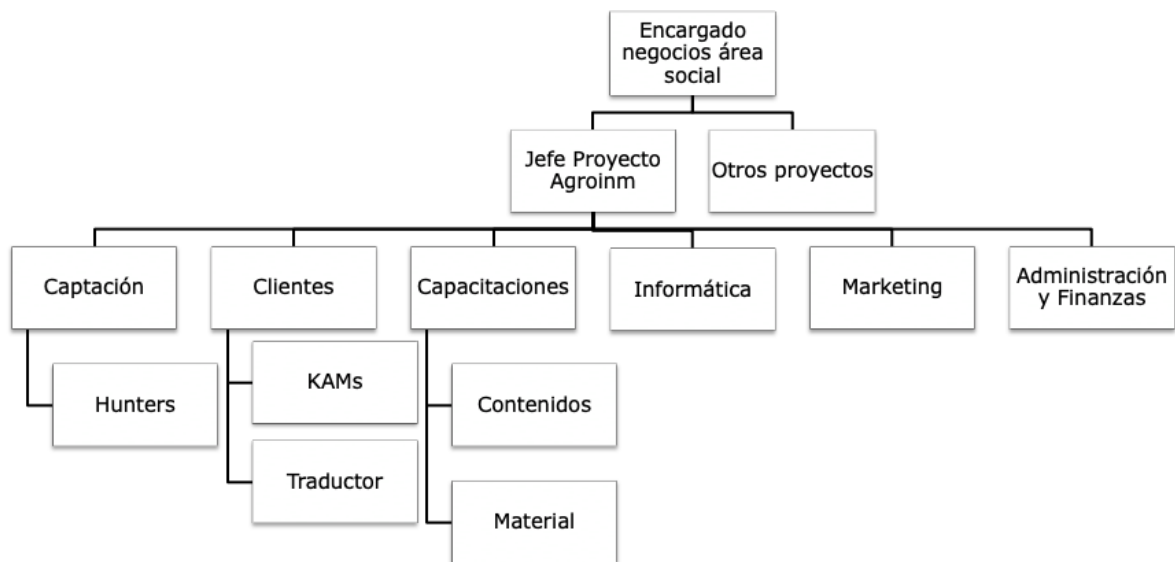 Encargado
negocios área
social
Jefe Proyecto
Agroinm
Otros proyectos
Captación
Clientes
Capacitaciones
Informática
Marketing
Administración
y Finanzas
Hunters
KAMs
Traductor
Contenidos
Material